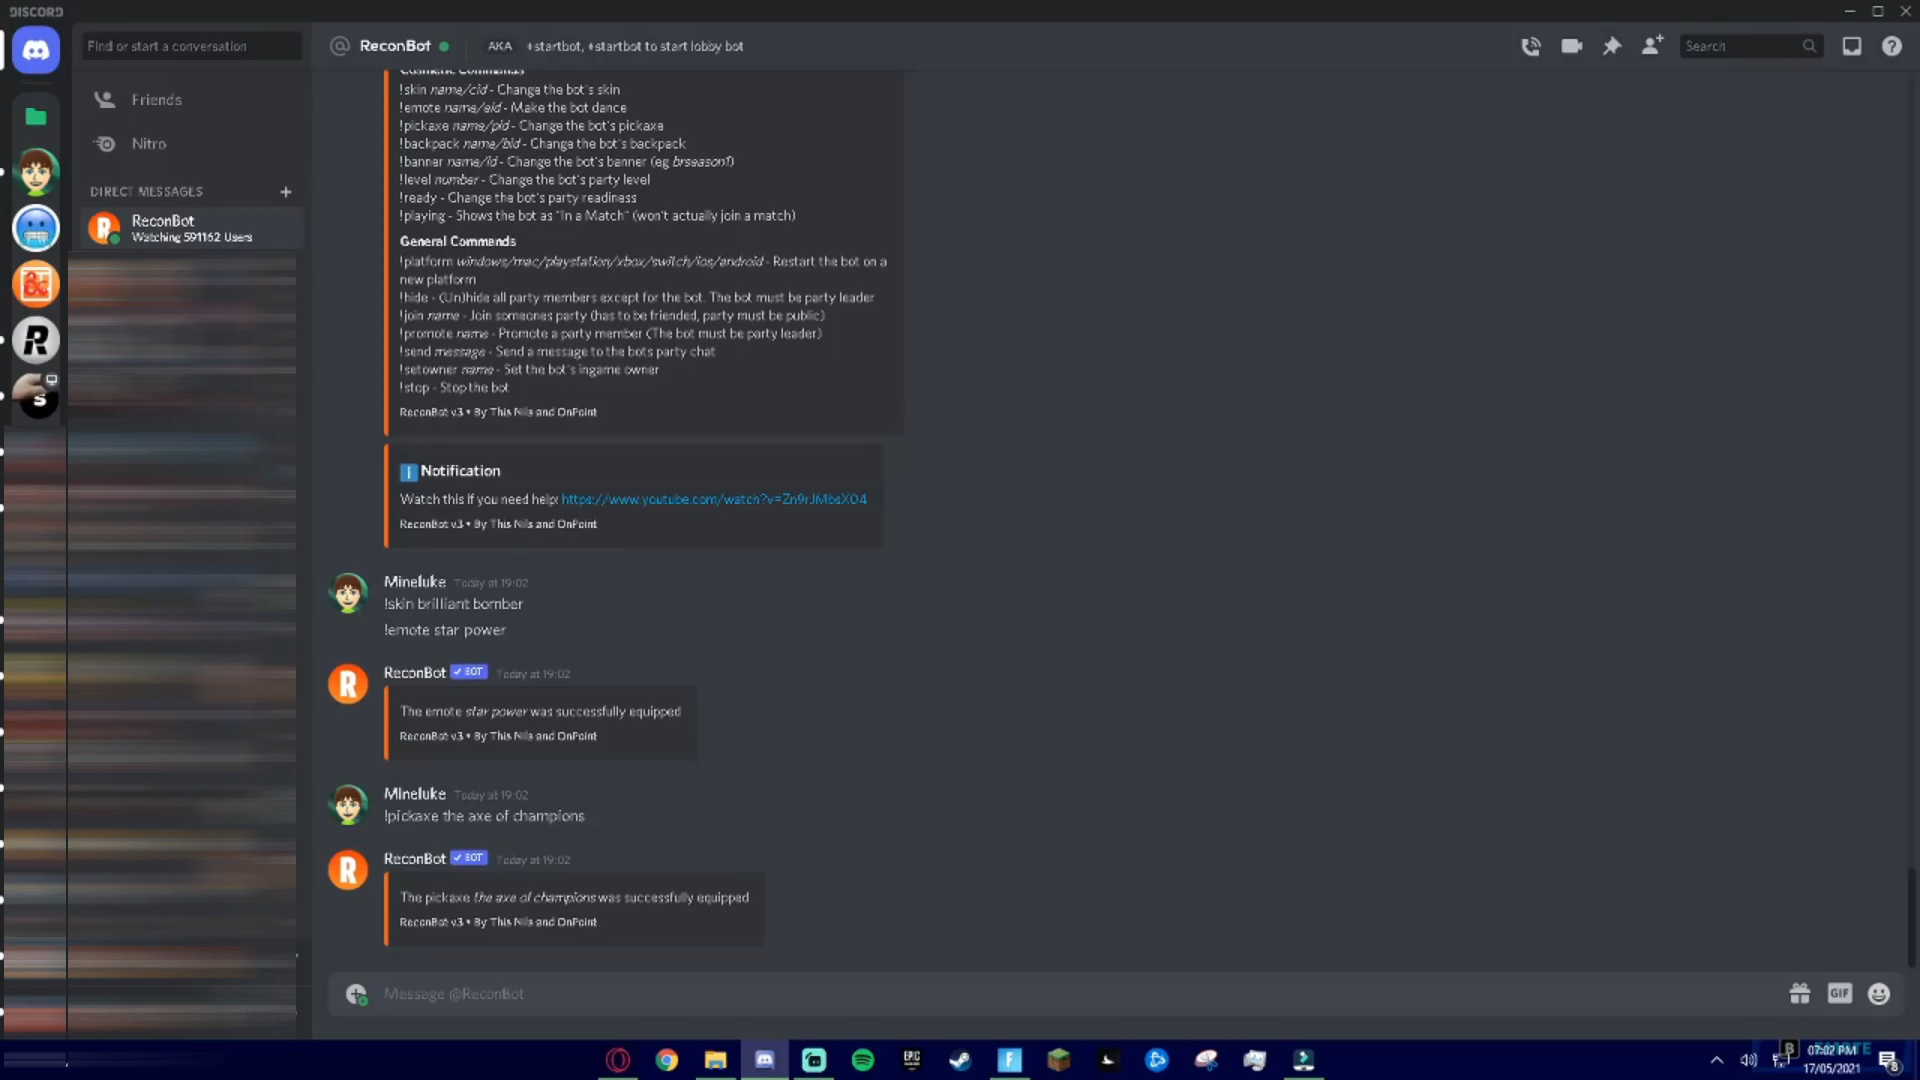 DISCORD
Find or start a conversation
ReconBot
AKA
+startbot, +startbot to start lobby bot
Search
Friends
Nitro
DIRECT MESSAGES
ReconBot
Watching 591162 Users
Cosmetic Commands
!skin name/cid - Change the bot's skin
!emote name/eid - Make the bot dance
!pickaxe name/pid - Change the bot's pickaxe
!backpack name/bid - Change the bot's backpack
!banner name/id - Change the bot's banner (eg brseason1)
!level number - Change the bot's party level
!ready - Change the bot's party readiness
!playing - Shows the bot as "In a Match" (won't actually join a match)
General Commands
!platform windows/mac/playstation/xbox/switch/ios/android - Restart the bot on a
new platform
!hide - (Un)hide all party members except for the bot. The bot must be party leader
!join name - Join someones party (has to be friended, party must be public)
!promote name - Promote a party member (The bot must be party leader)
!send message - Send a message to the bots party chat
!setowner name - Set the bot's ingame owner
!stop - Stop the bot
ReconBot v3 • By This Nils and OnPoint
Notification
Watch this if you need help: https://www.youtube.com/watch?v=Zn9rJMbsXO4
ReconBot v3 • By This Nils and OnPoint
Mineluke Today at 19:02
!skin brilliant bomber
!emote star power
ReconBot BOT Today at 19:02
The emote star power was successfully equipped
ReconBot v3 • By This Nils and OnPoint
Mineluke Today at 19:02
!pickaxe the axe of champions
ReconBot BOT Today at 19:02
The pickaxe the axe of champions was successfully equipped
ReconBot v3 • By This Nils and OnPoint
Message @ReconBot
GIF
EPIC
07:02 PM
17/05/2021
8